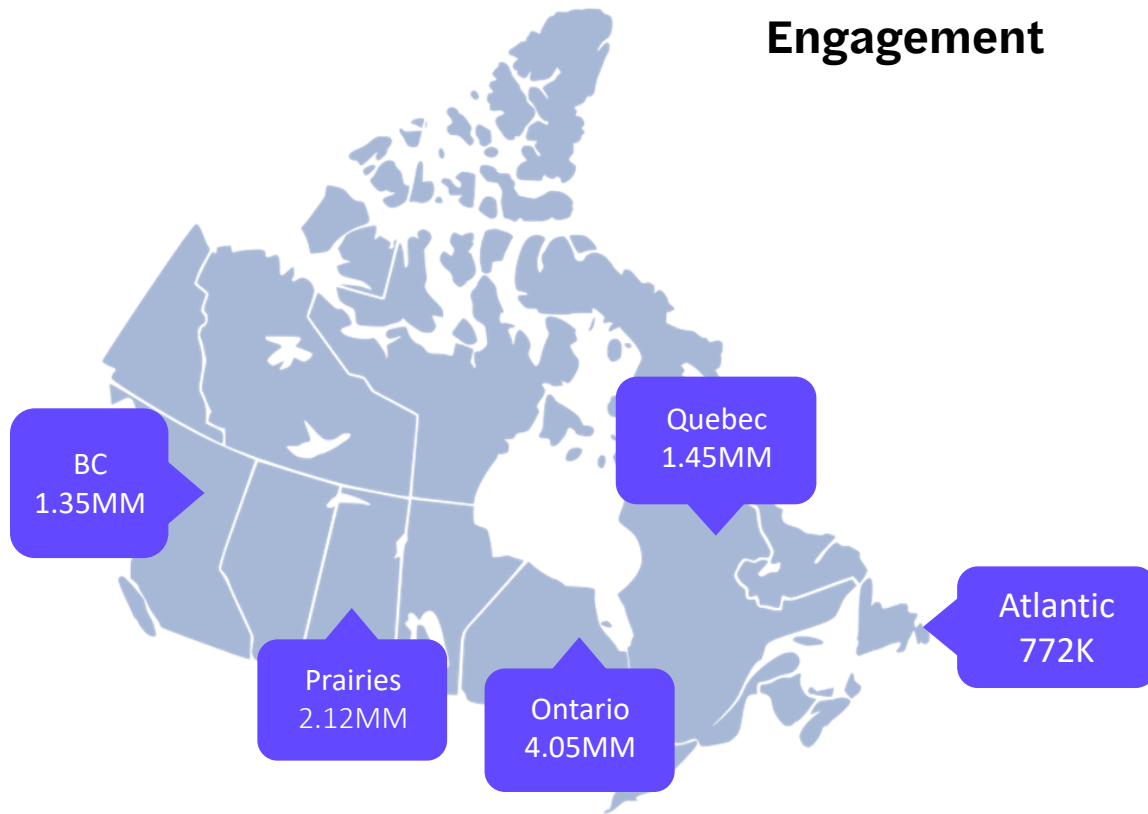 Engagement
BC
1.35MM
Quebec
1.45MM
Atlantic
772K
Prairies
2.12MM
Ontario
4.05MM